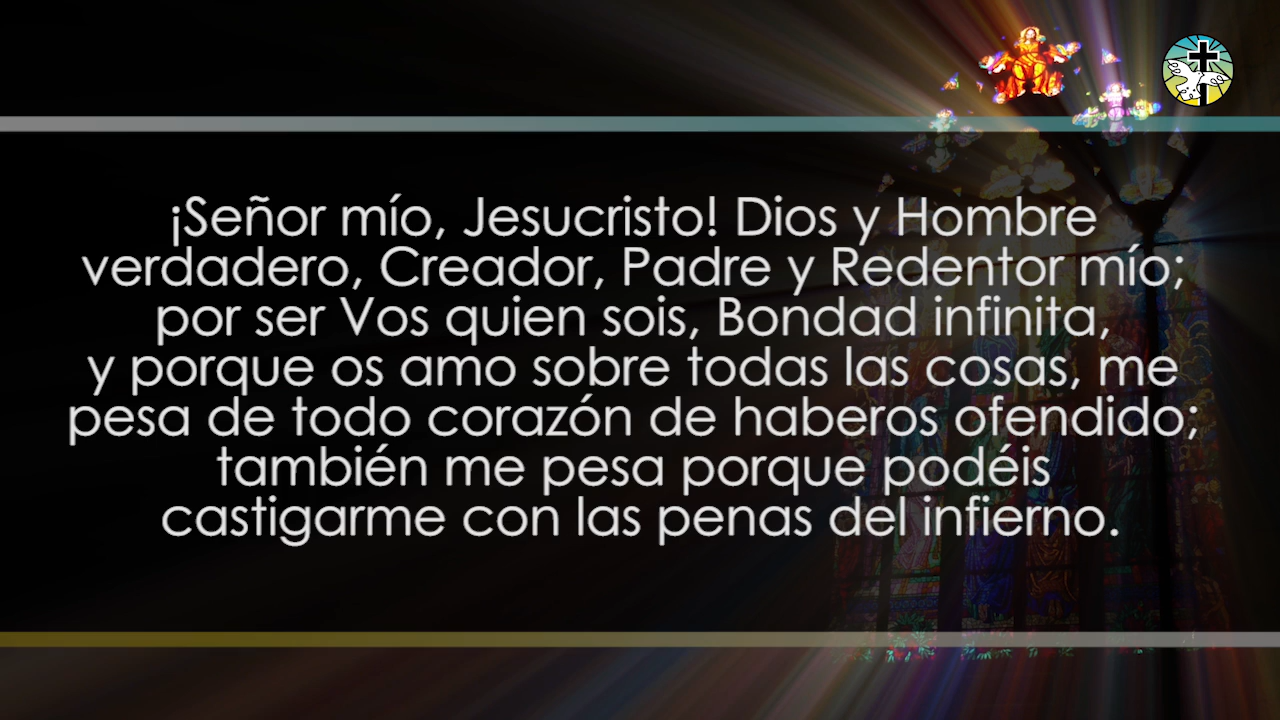 ¡Señor mío, Jesucristo! Dios y Hombre
verdadero, Creador, Padre y Redentor mío;
por ser Vos quien sois, Bondad infinita,
y porque os amo sobre todas las cosas, me
pesa de todo corazón de haberos ofendido;
también me pesa porque podéis
castigarme con las penas del infierno.